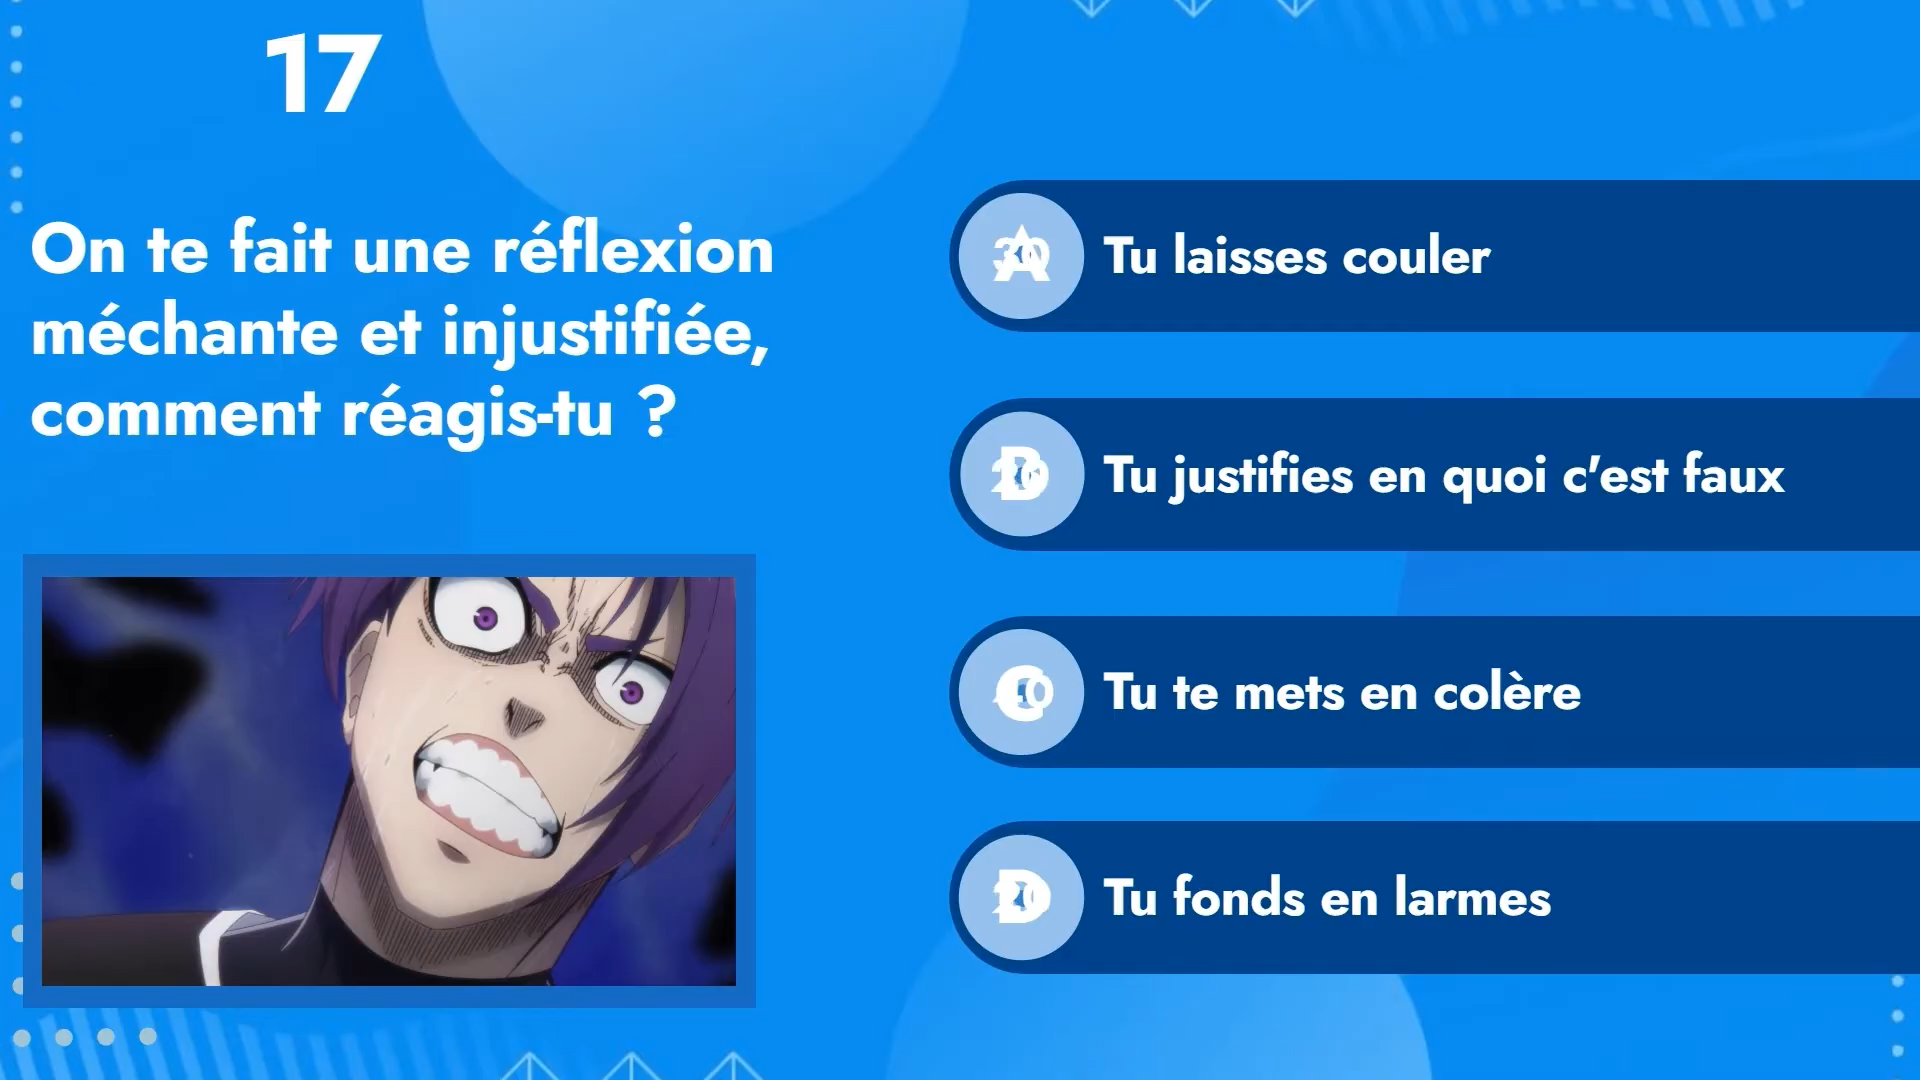 17
On te fait une réflexion
méchante et injustifiée,
comment réagis-tu ?
A
Tu laisses couler
Tu justifies en quoi c'est faux
C
Tu te mets en colère
D
Tu fonds en larmes